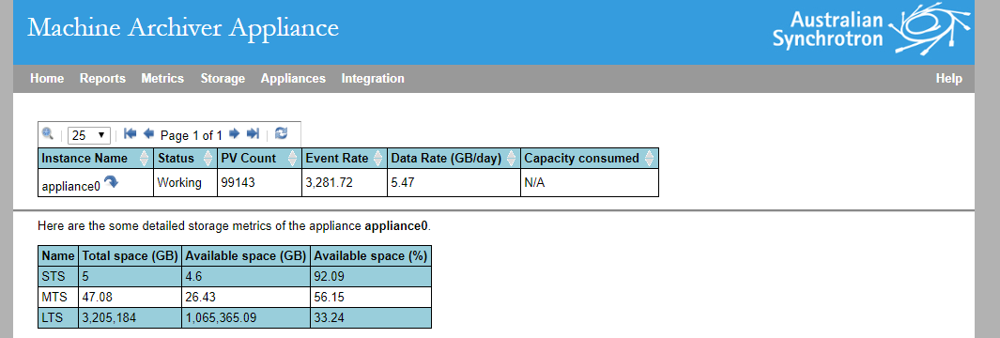 Machine Archiver Appliance
Australian
Synchrotron
Home Reports Metrics Storage Appliances Integration Help
25 Page 1 of 1
Instance Name Status PV Count Event Rate Data Rate (GB/day) Capacity consumed
appliance0 Working 99143 3,281.72 5.47 N/A
Here are the some detailed storage metrics of the appliance appliance0.
Name Total space (GB) Available space (GB) Available space (%)
STS 5 4.6 92.09
MTS 47.08 26.43 56.15
LTS 3,205,184 1,065,365.09 33.24